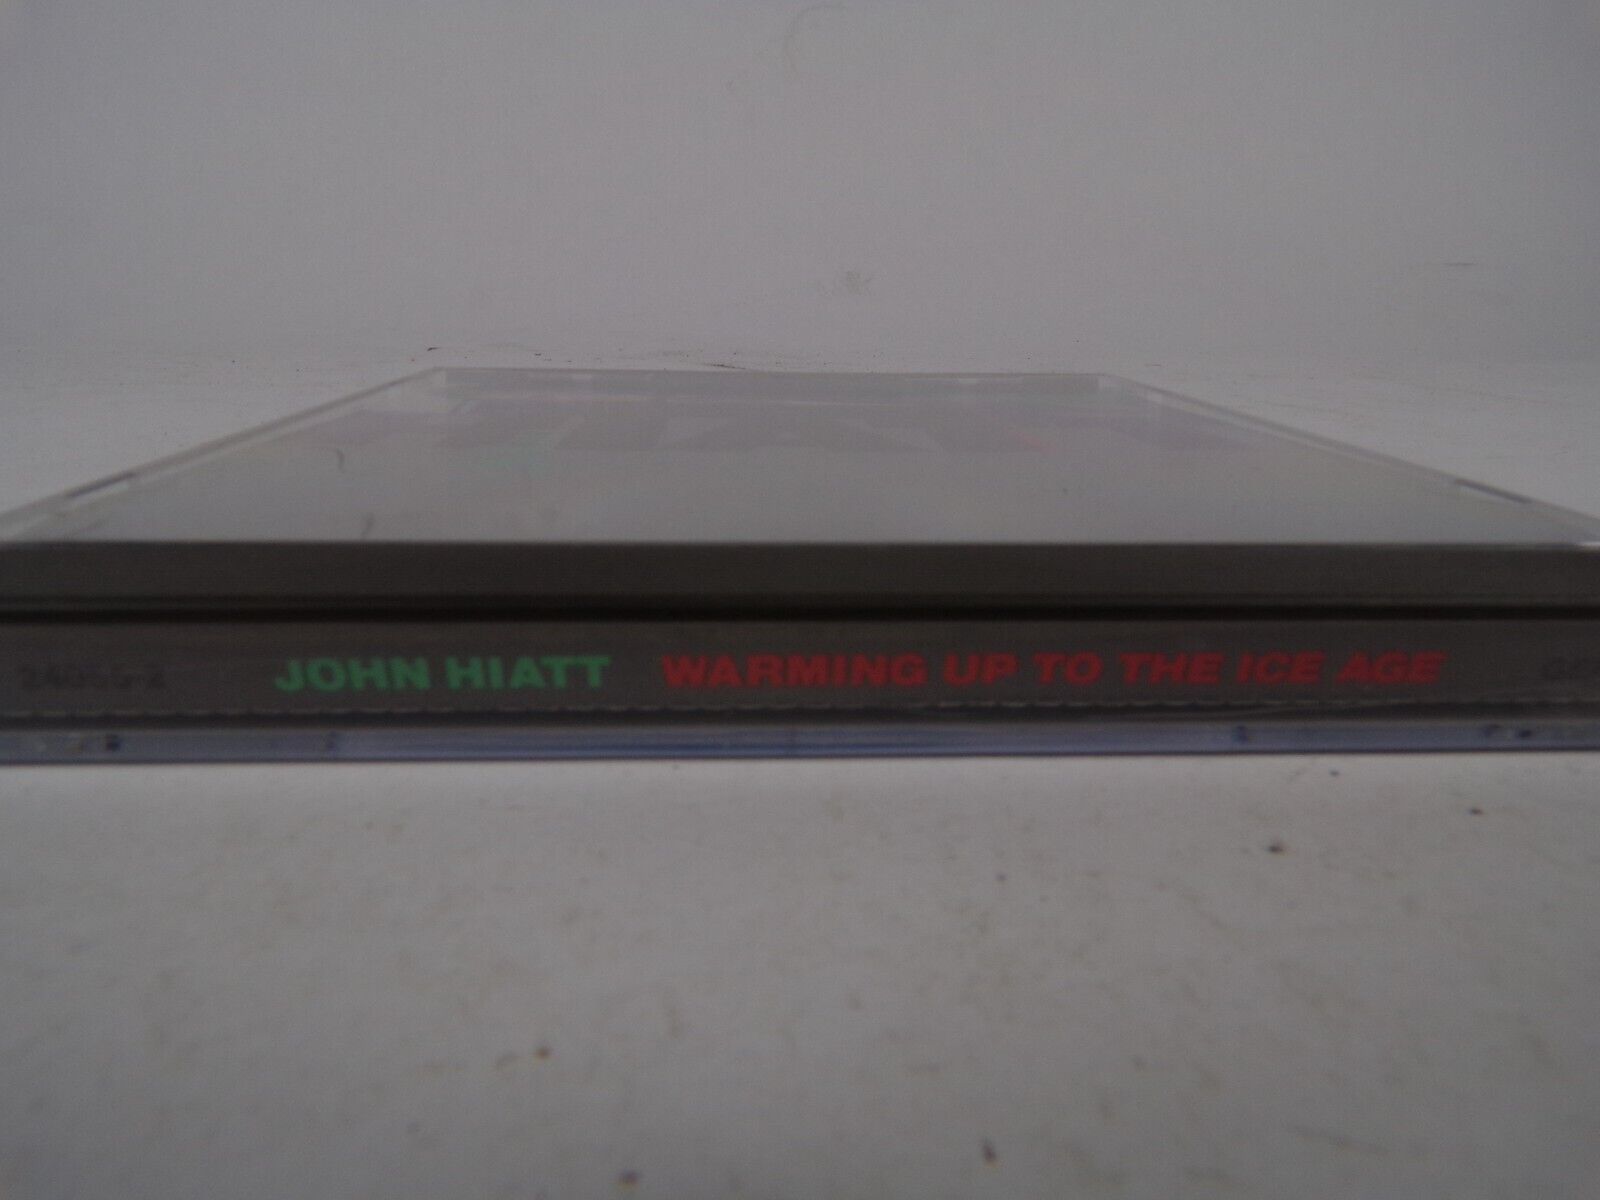 JOHN HIATT WARMING UP TO THE ICE AGE